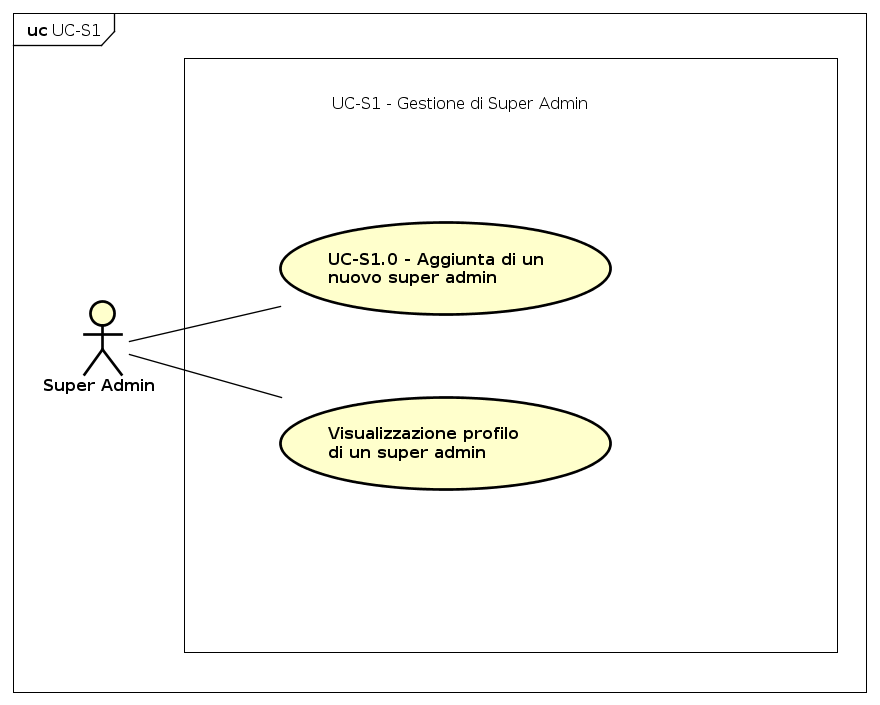 uc UC-S1
UC-S1 - Gestione di Super Admin
UC-S1.0 - Aggiunta di un
nuovo super admin
Super Admin
Visualizzazione profilo
di un super admin